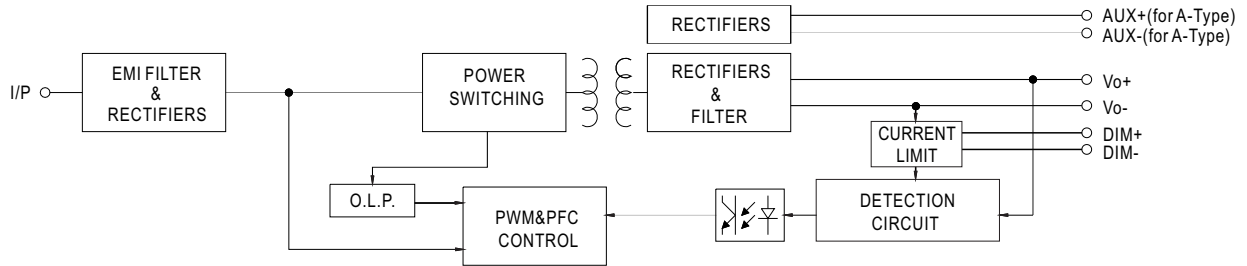 RECTIFIERS
AUX+(for A-Type)
AUX-(for A-Type)
I/P
EMI FILTER
&
RECTIFIERS
POWER
SWITCHING
RECTIFIERS
&
FILTER
Vo+
Vo-
CURRENT
LIMIT
DIM+
DIM-
O.L.P.
PWM&PFC
CONTROL
DETECTION
CIRCUIT